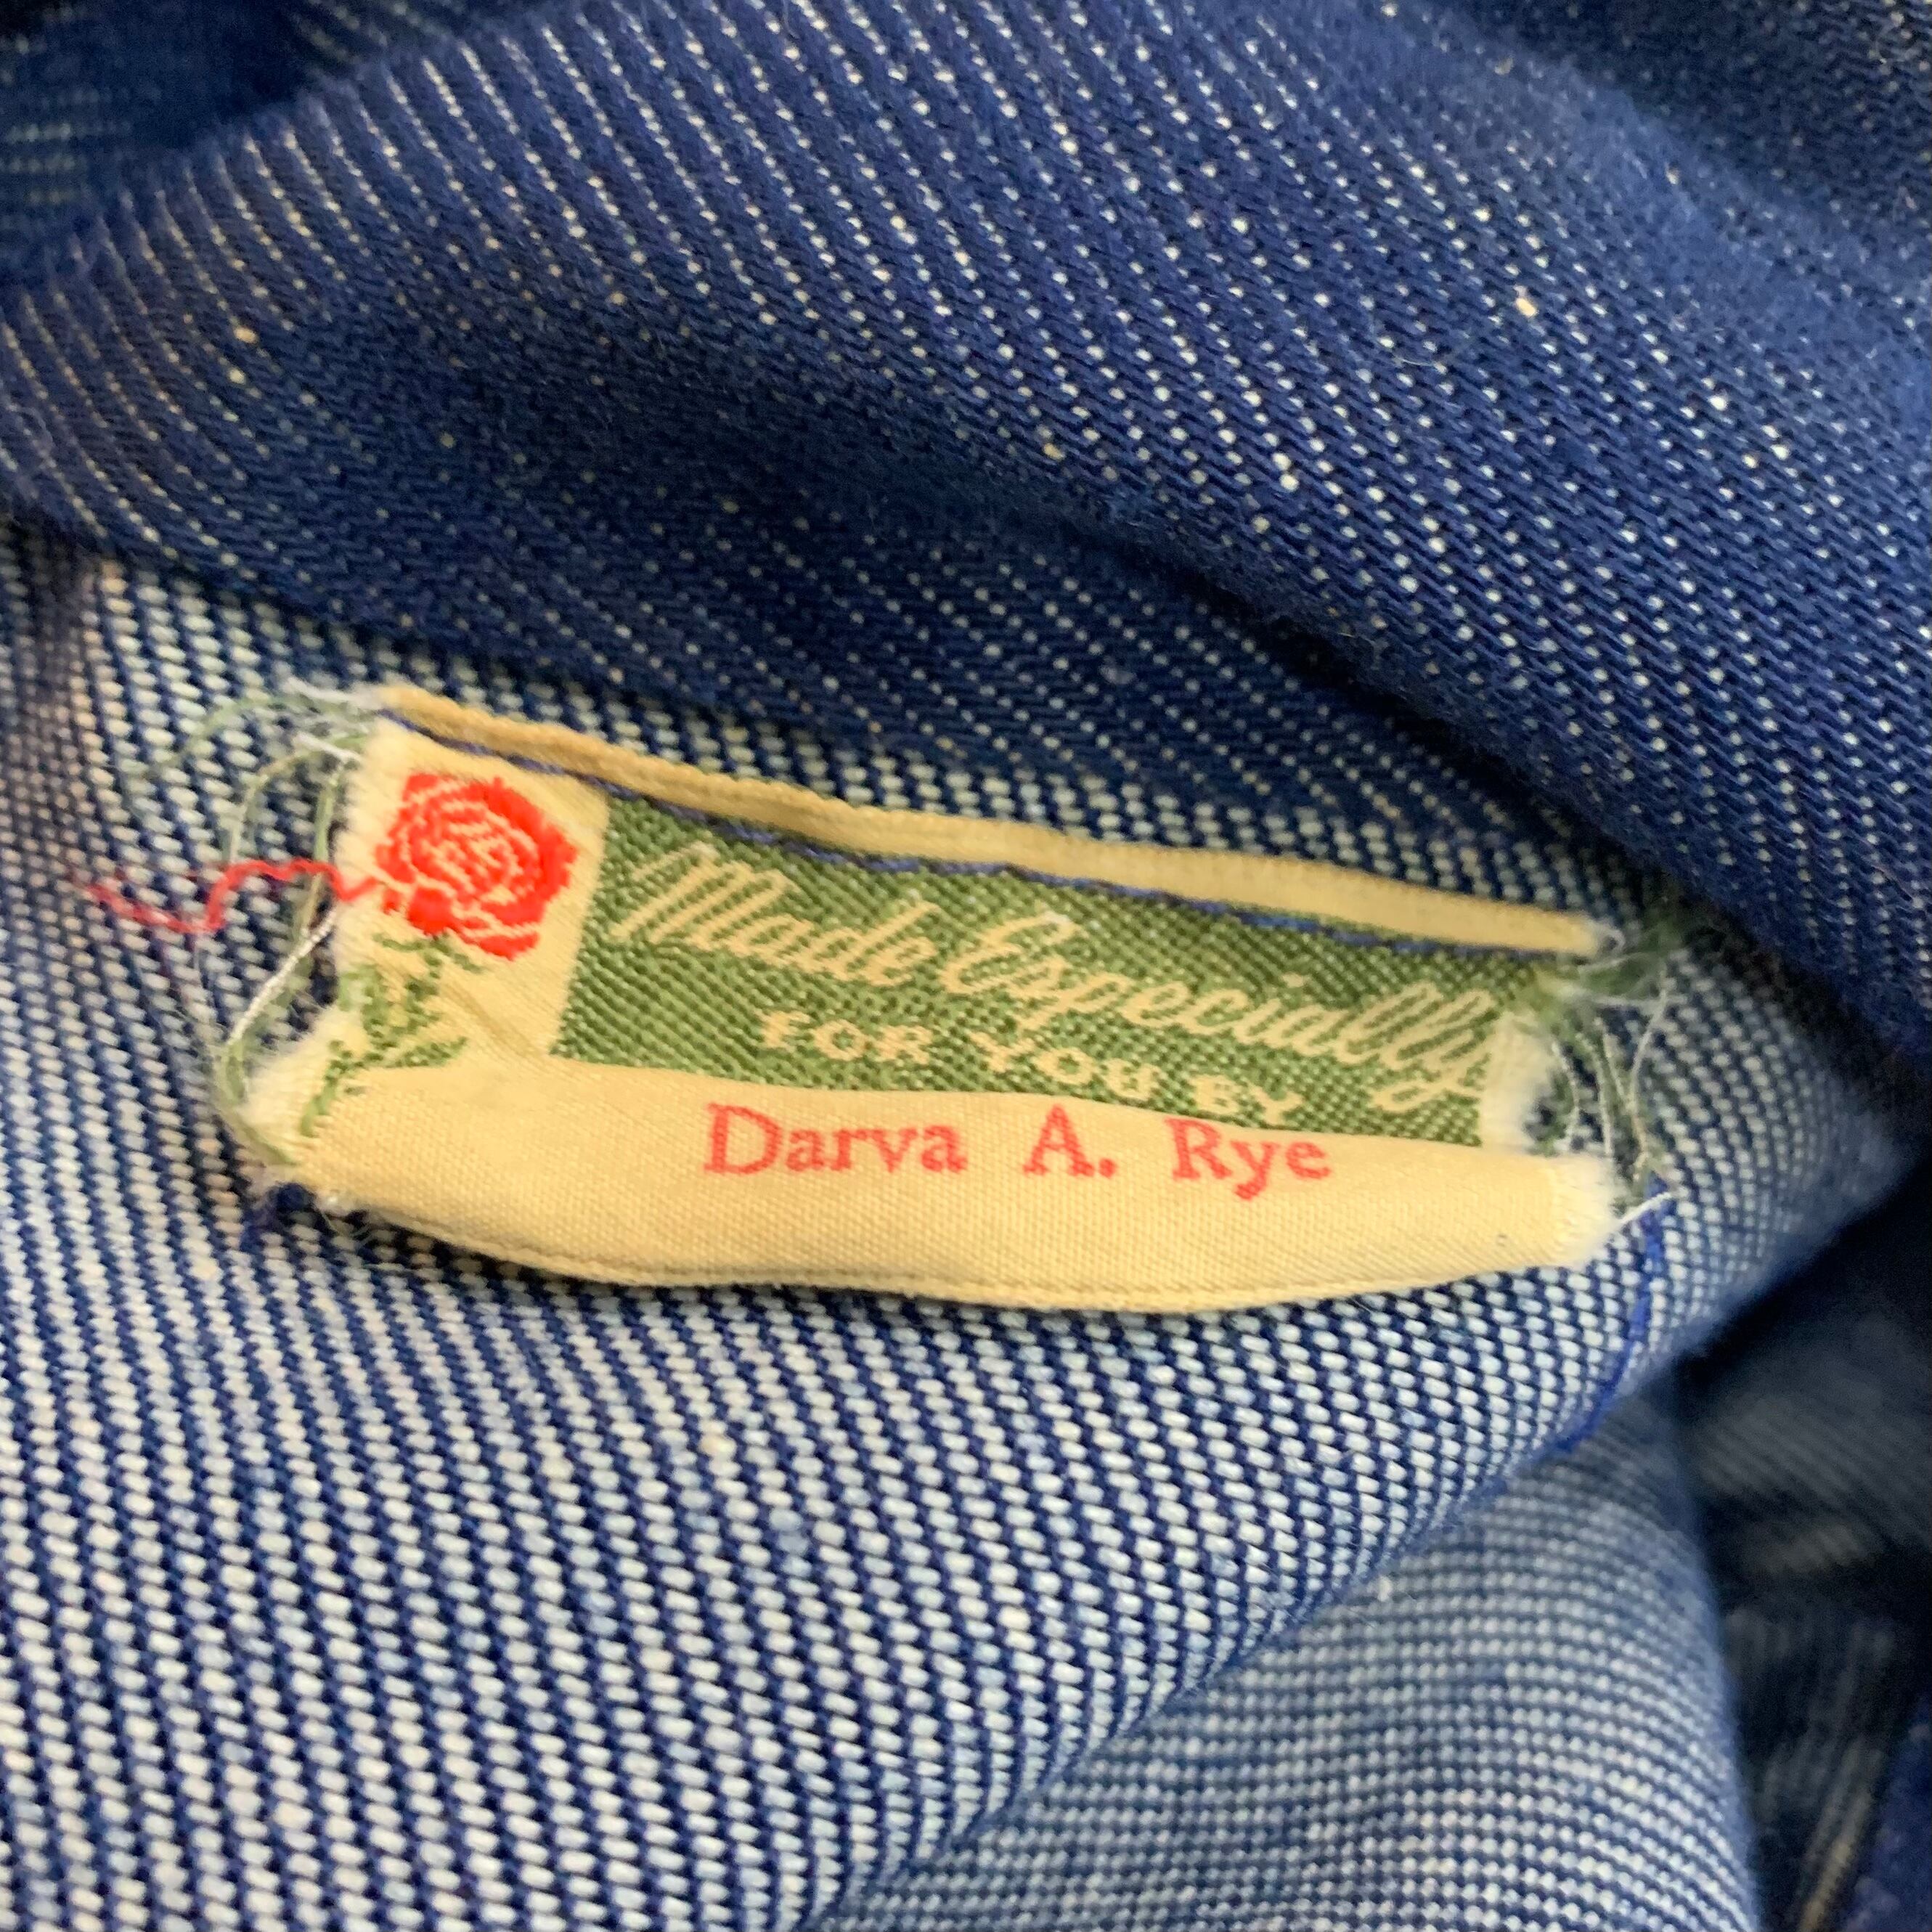 Made Especially
FOR YOU BY
Darva A. Rye